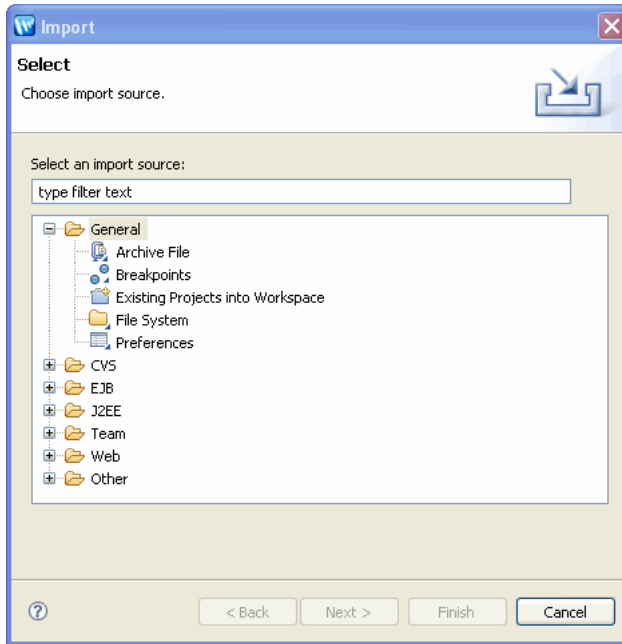 Import
Select
Choose import source.
Select an import source:
type filter text
General
Archive File
Breakpoints
Existing Projects into Workspace
File System
Preferences
CVS
EJB
J2EE
Team
Web
Other
< Back Next > Finish Cancel